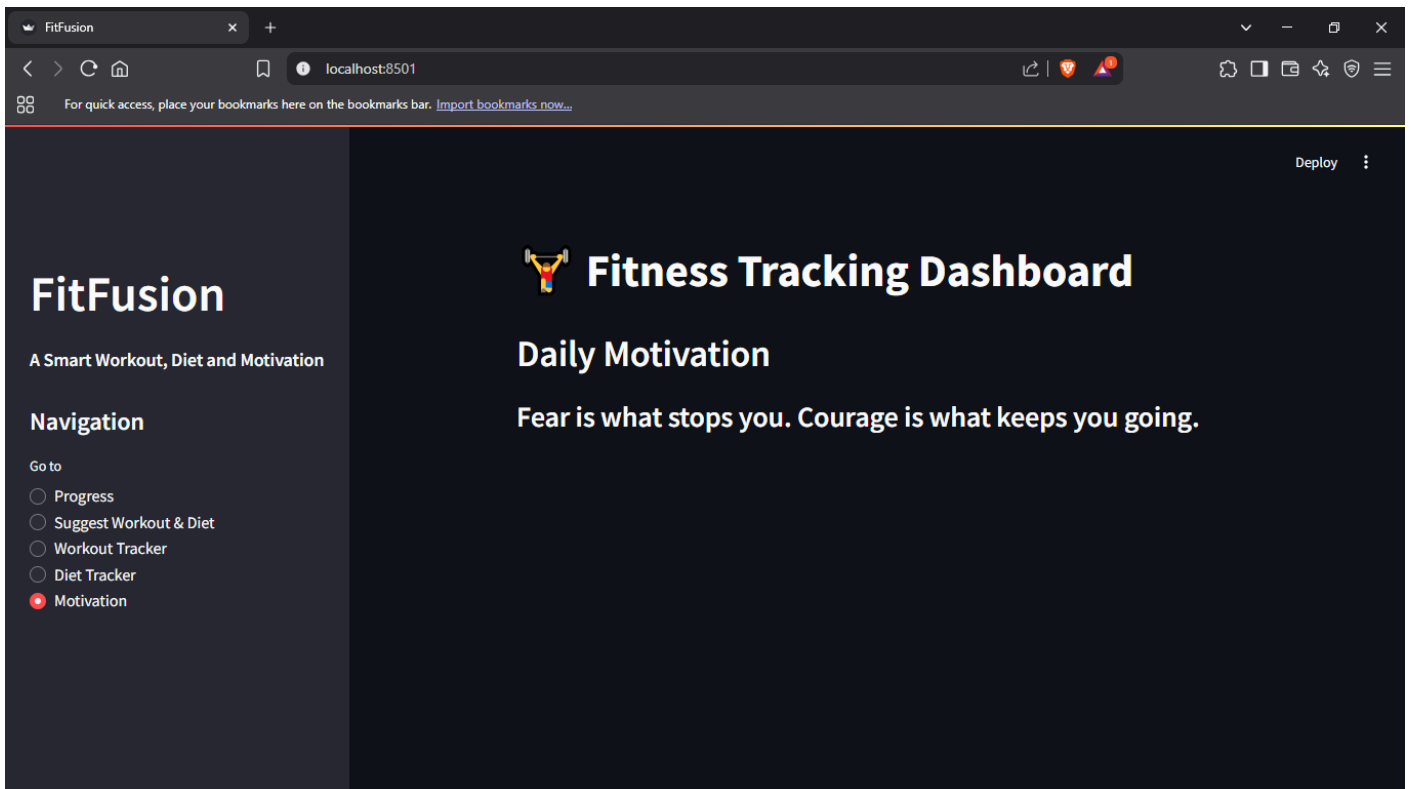 FitFusion
localhost:8501
1
For quick access, place your bookmarks here on the bookmarks bar. Import bookmarks now...
Deploy
FitFusion
A Smart Workout, Diet and Motivation
Navigation
Go to
Progress
Suggest Workout & Diet
Workout Tracker
Diet Tracker
Motivation
Fitness Tracking Dashboard
Daily Motivation
Fear is what stops you. Courage is what keeps you going.